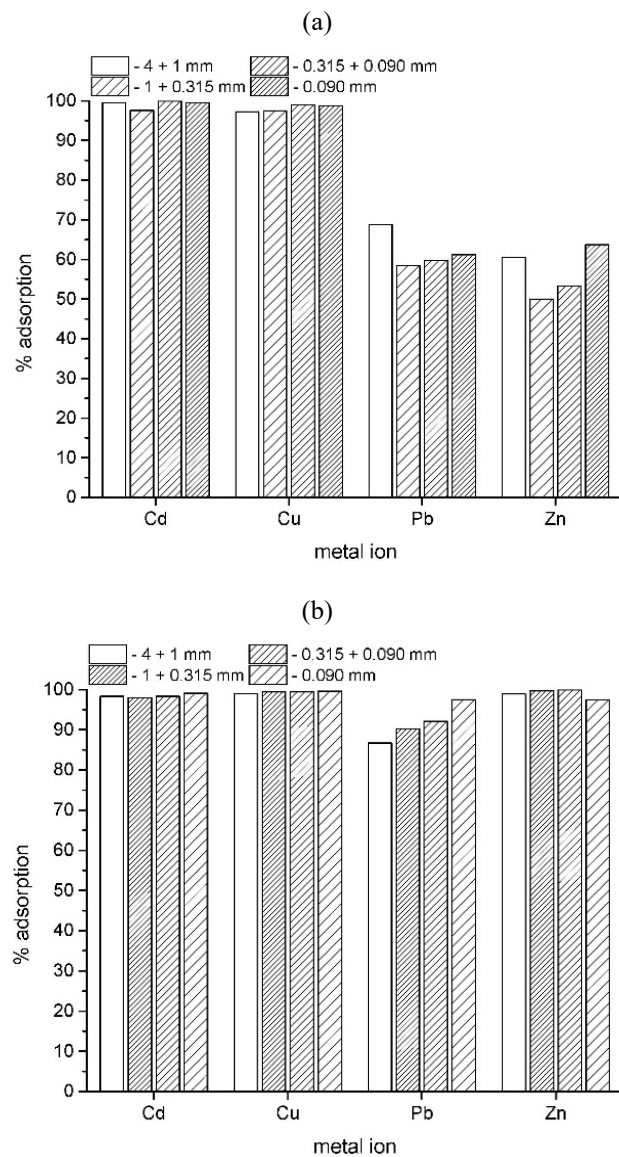 (a)
- 4 + 1 mm - 0.315 + 0.090 mm
- 1 + 0.315 mm - 0.090 mm
100
90
80
70
60
50
40
30
20
10
0
% adsorption
Cd Cu Pb Zn
metal ion
(b)
- 4 + 1 mm - 0.315 + 0.090 mm
- 1 + 0.315 mm - 0.090 mm
100
90
80
70
60
50
40
30
20
10
0
% adsorption
Cd Cu Pb Zn
metal ion